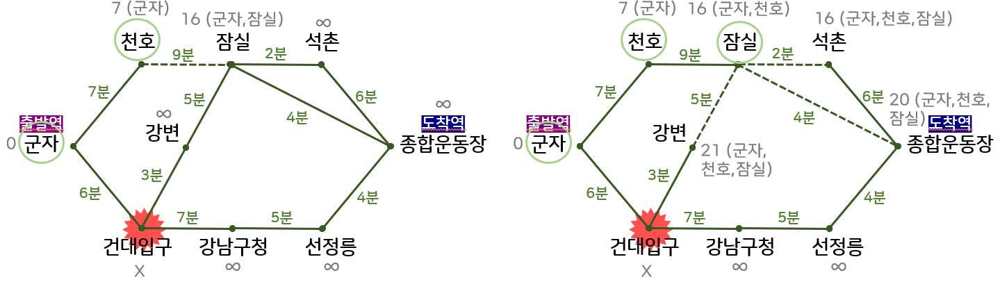 7 (군자)
16 (군자,잠실)
∞
천호
잠실
석촌
9분
2분
7분
5분
6분
∞
4분
∞
출발역
강변
도착역
0
군자
종합운동장
3분
6분
4분
7분
5분
건대입구
강남구청
선정릉
X
∞
∞
7 (군자)
16 (군자,천호)
16 (군자,천호,잠실)
천호
잠실
석촌
9분
2분
7분
5분
6분
20 (군자,천호,
잠실)
4분
출발역
강변
도착역
0
군자
종합운동장
21 (군자,
천호,잠실)
3분
6분
4분
7분
5분
건대입구
강남구청
선정릉
X
∞
∞